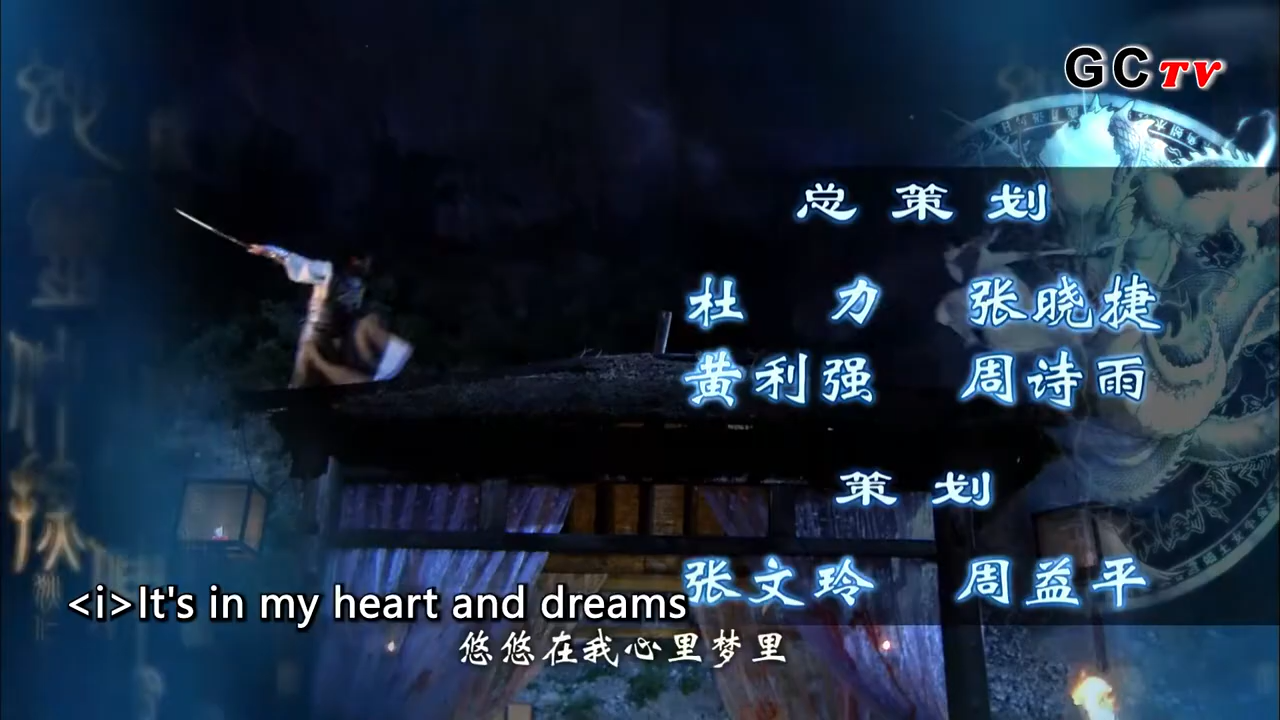 GCTV
总策划
杜 力 张晓捷
黄利强 周诗雨
策划
张文玲 周益平
<i>It's in my heart and dreams
悠悠在我心里梦里